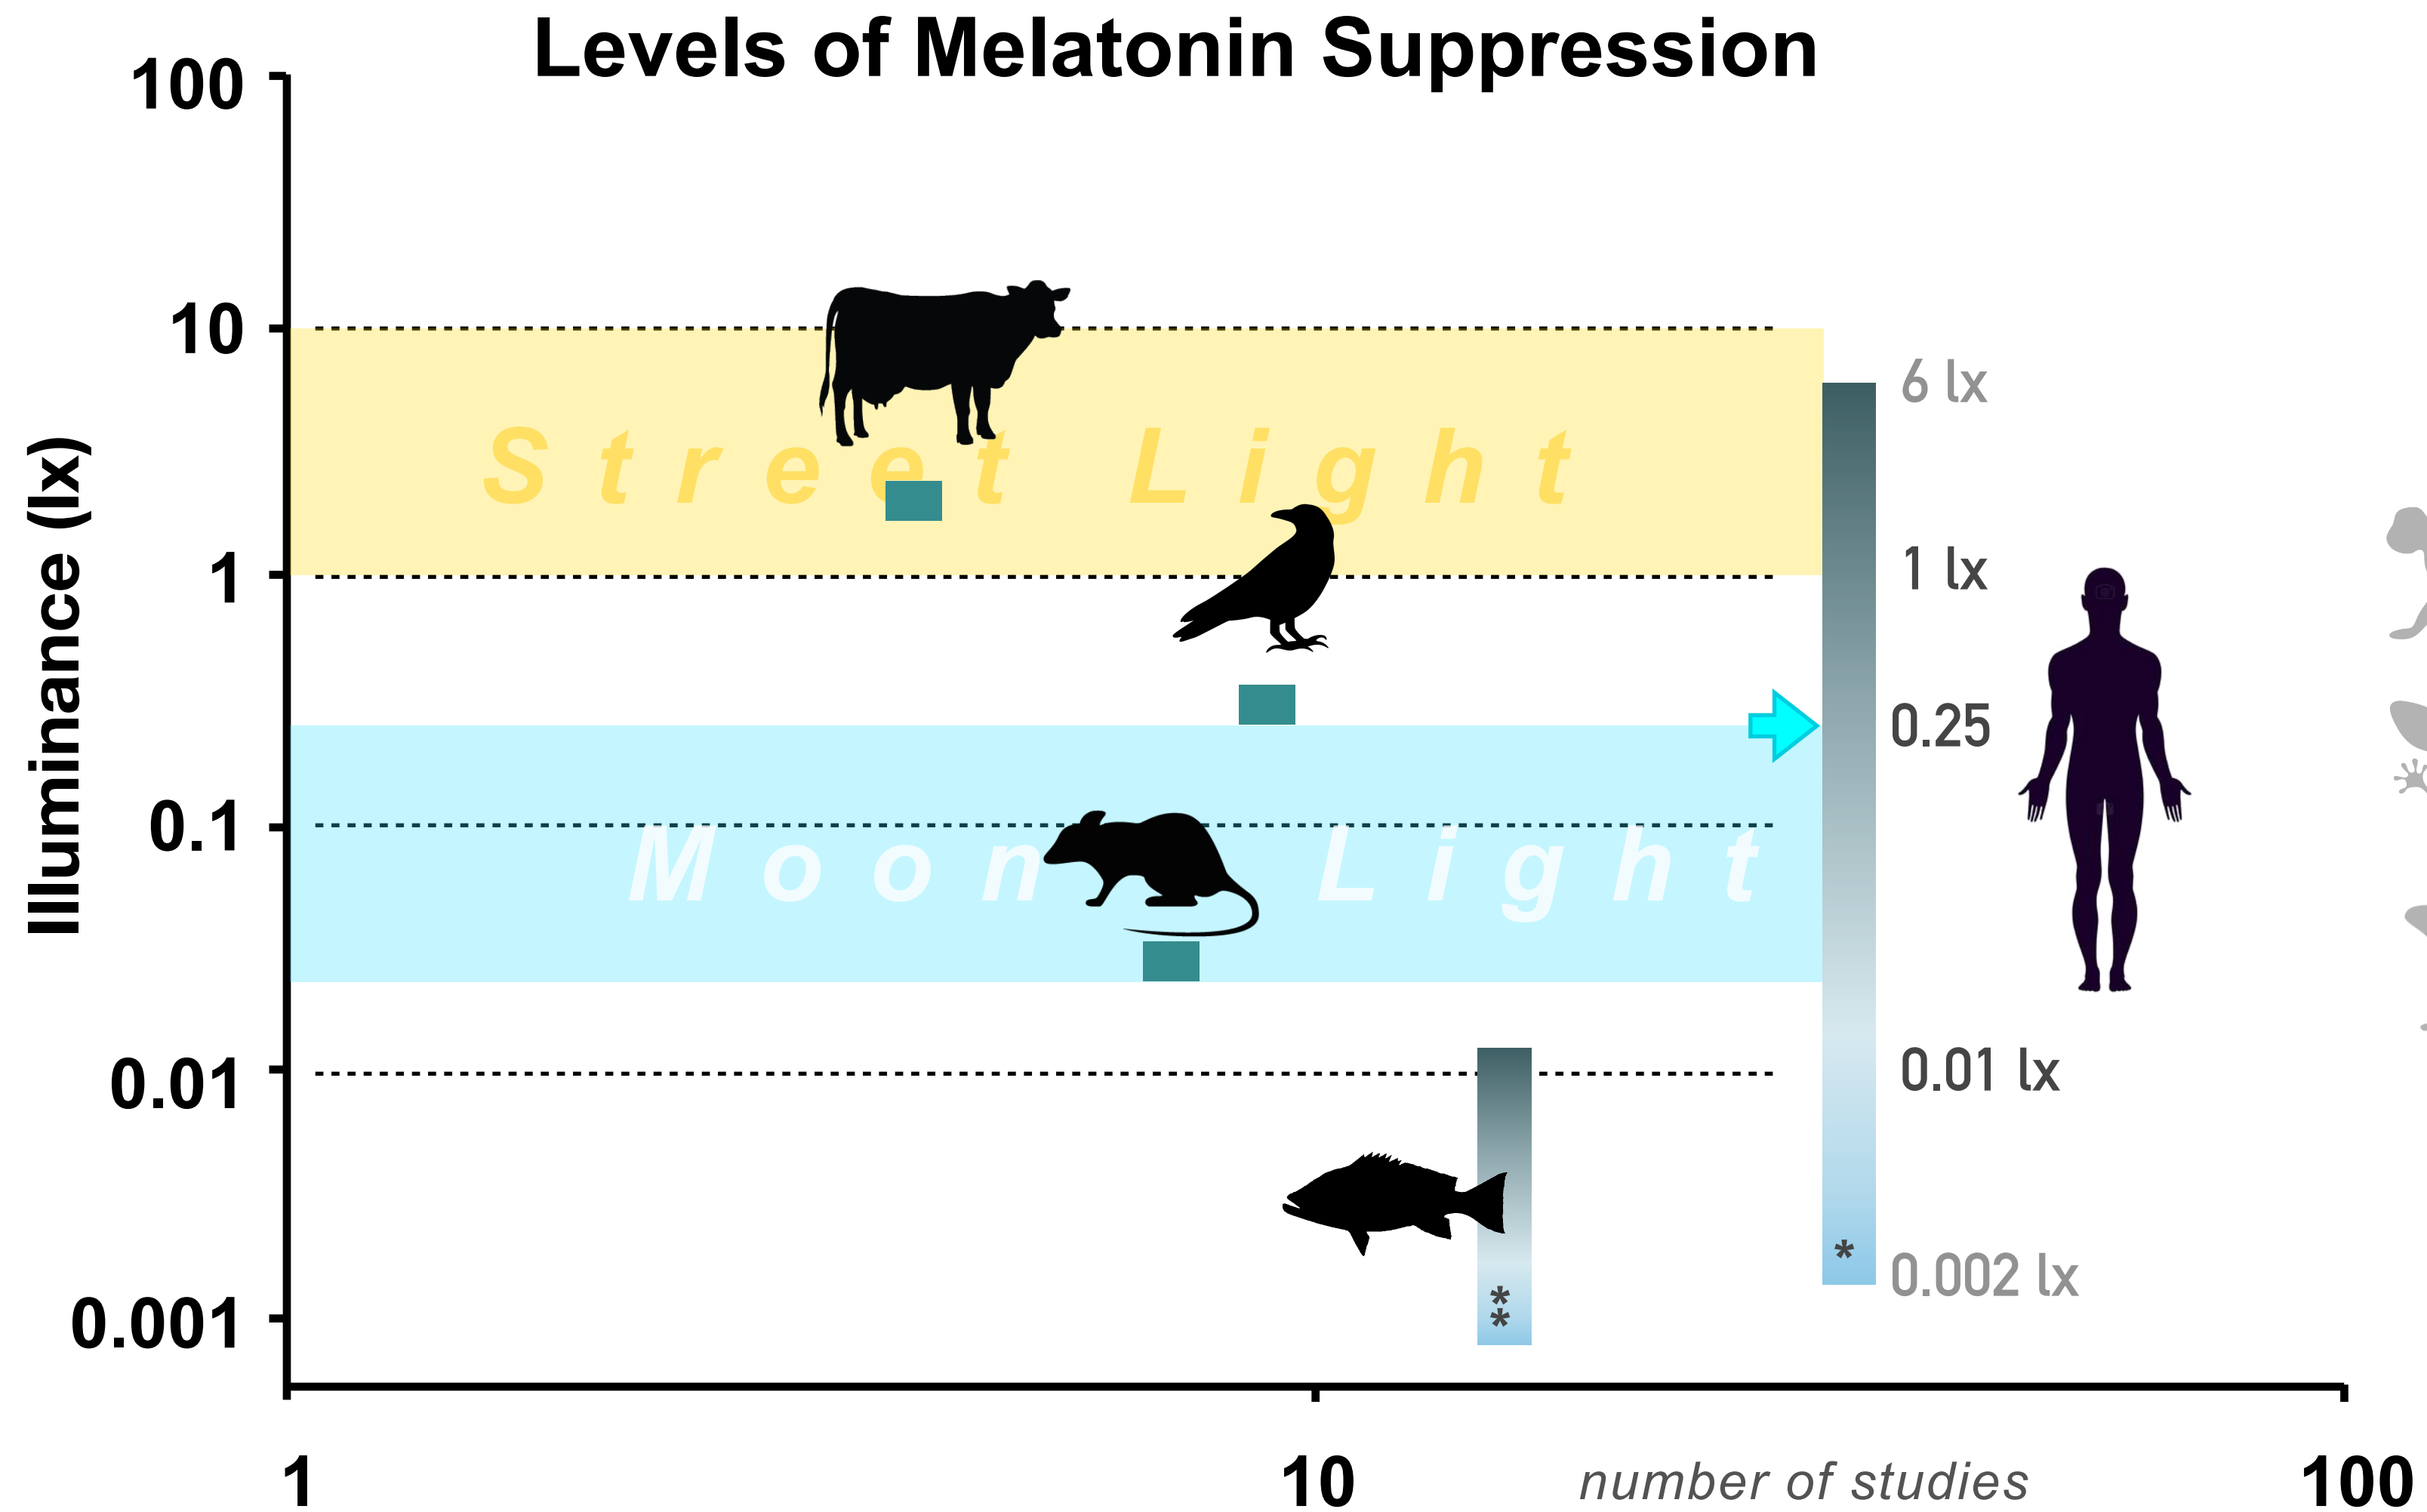 Levels of Melatonin Suppression
Illuminance (lx)
100
10
1
0.1
0.01
0.001
Street Light
Moon Light
6 lx
1 lx
0.25
0.01 lx
0.002 lx
*
*
*
1
10
number of studies
100